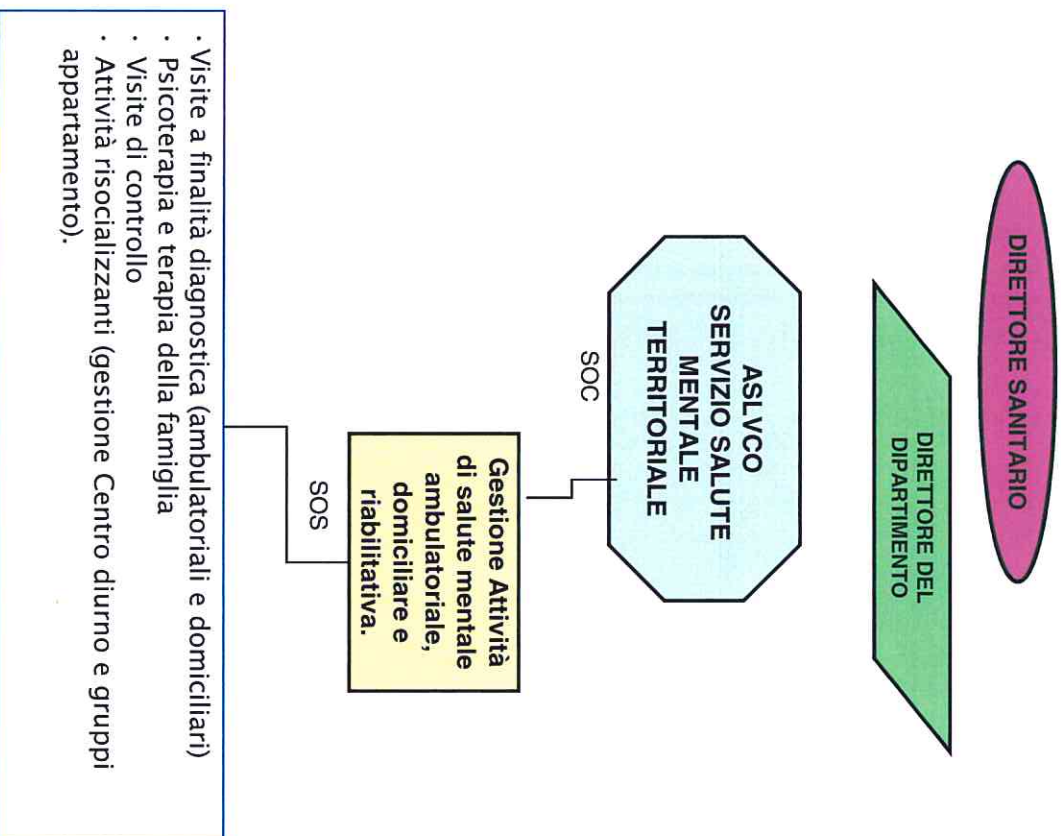 DIRETTORE SANITARIO
DIRETTORE DEL
DIPARTIMENTO
ASLVCO
SERVIZIO SALUTE
MENTALE
TERRITORIALE
SOC
Gestione Attività
di salute mentale
ambulatoriale,
domiciliare e
riabilitativa.
SOS
· Visite a finalità diagnostica (ambulatoriali e domiciliari)
· Psicoterapia e terapia della famiglia
· Visite di controllo
· Attività risocializzanti (gestione Centro diurno e gruppi
appartamento).